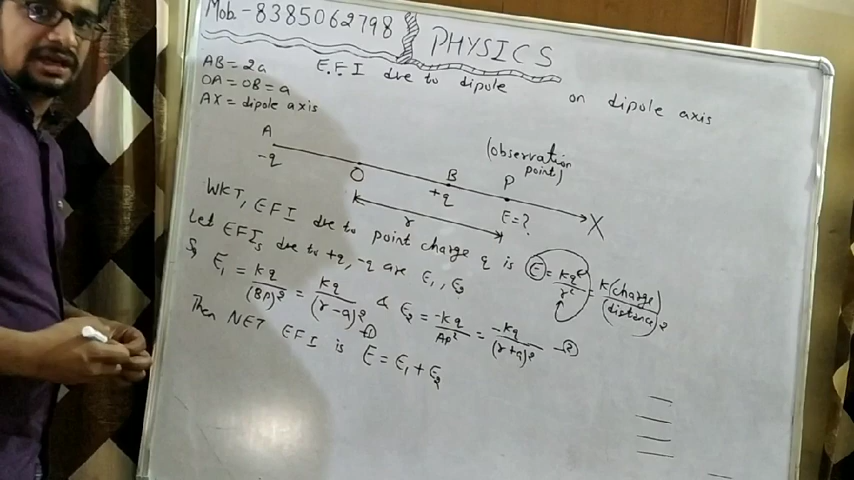 Mob - 8385062798
PHYSICS
E.F.I due to dipole on dipole axis
AB = 2a
OA = OB = a
AX = dipole axis
A
-q
O
B
+q
(observation point)
P
E=?
X
r
WKT, EFI due to point charge q is E = kq/r² = k(charge)/(distance)²
Let EFIs due to +q, -q are E₁, E₂
E₁ = kq/(BP)² = kq/(r-a)² -① & E₂ = -kq/AP² = -kq/(r+a)² -②
Then NET EFI is E = E₁ + E₂